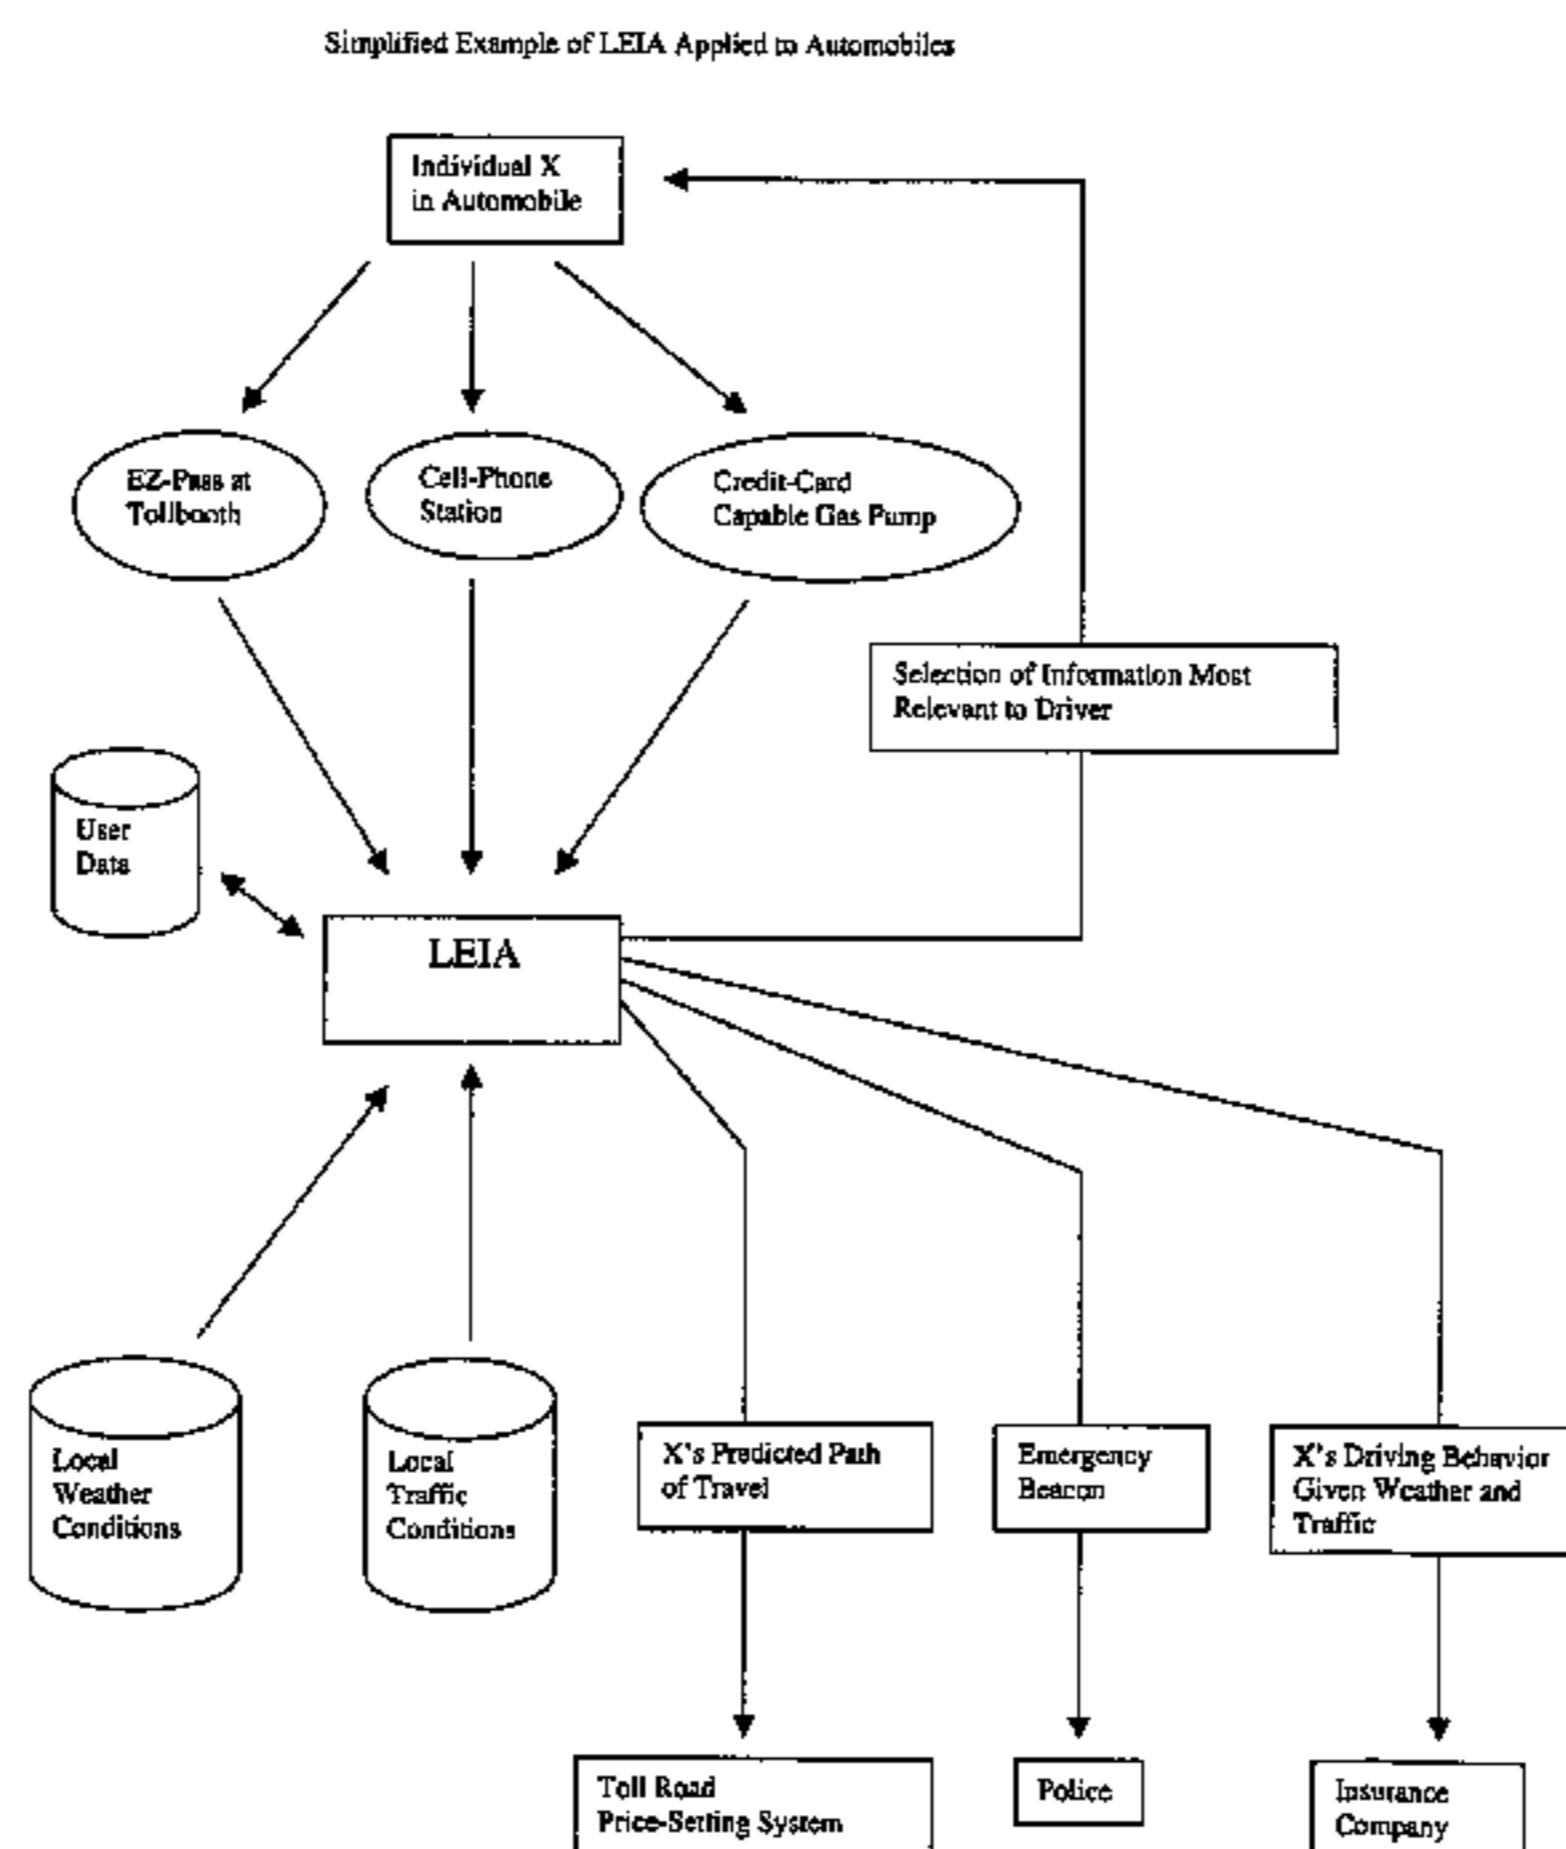 Simplified Example of LEIA Applied to Automobiles
Individual X
in Automobile
EZ-Pass at
Tollbooth
Cell-Phone
Station
Credit-Card
Capable Gas Pump
Selection of Information Most
Relevant to Driver
User
Data
LEIA
Local
Weather
Conditions
Local
Traffic
Conditions
X's Predicted Path
of Travel
Emergency
Beacon
X's Driving Behavior
Given Weather and
Traffic
Toll Road
Price-Setting System
Police
Insurance
Company